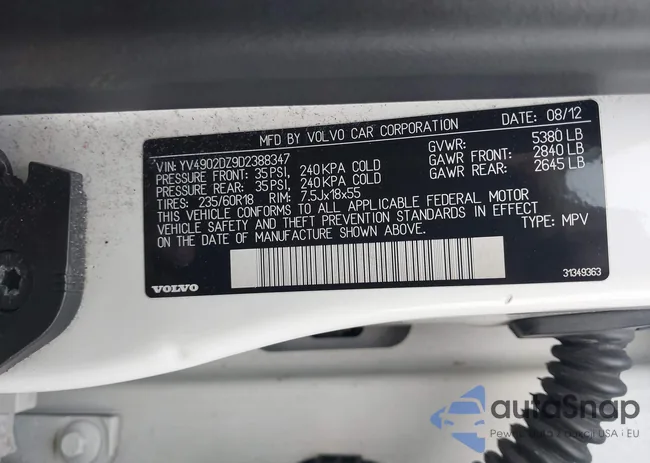 MFD BY VOLVO CAR CORPORATION DATE: 08/12
VIN: YV4902DZ9D2388347 GVWR: 5380 LB
PRESSURE FRONT: 35PSI, 240KPA COLD GAWR FRONT: 2840 LB
PRESSURE REAR: 35PSI, 240KPA COLD GAWR REAR: 2645 LB
TIRES: 235/60R18 RIM: 7.5Jx18x55
THIS VEHICLE CONFORMS TO ALL APPLICABLE FEDERAL MOTOR
VEHICLE SAFETY AND THEFT PREVENTION STANDARDS IN EFFECT
ON THE DATE OF MANUFACTURE SHOWN ABOVE. TYPE: MPV
VOLVO 31349363
autoSnap
USA i EU